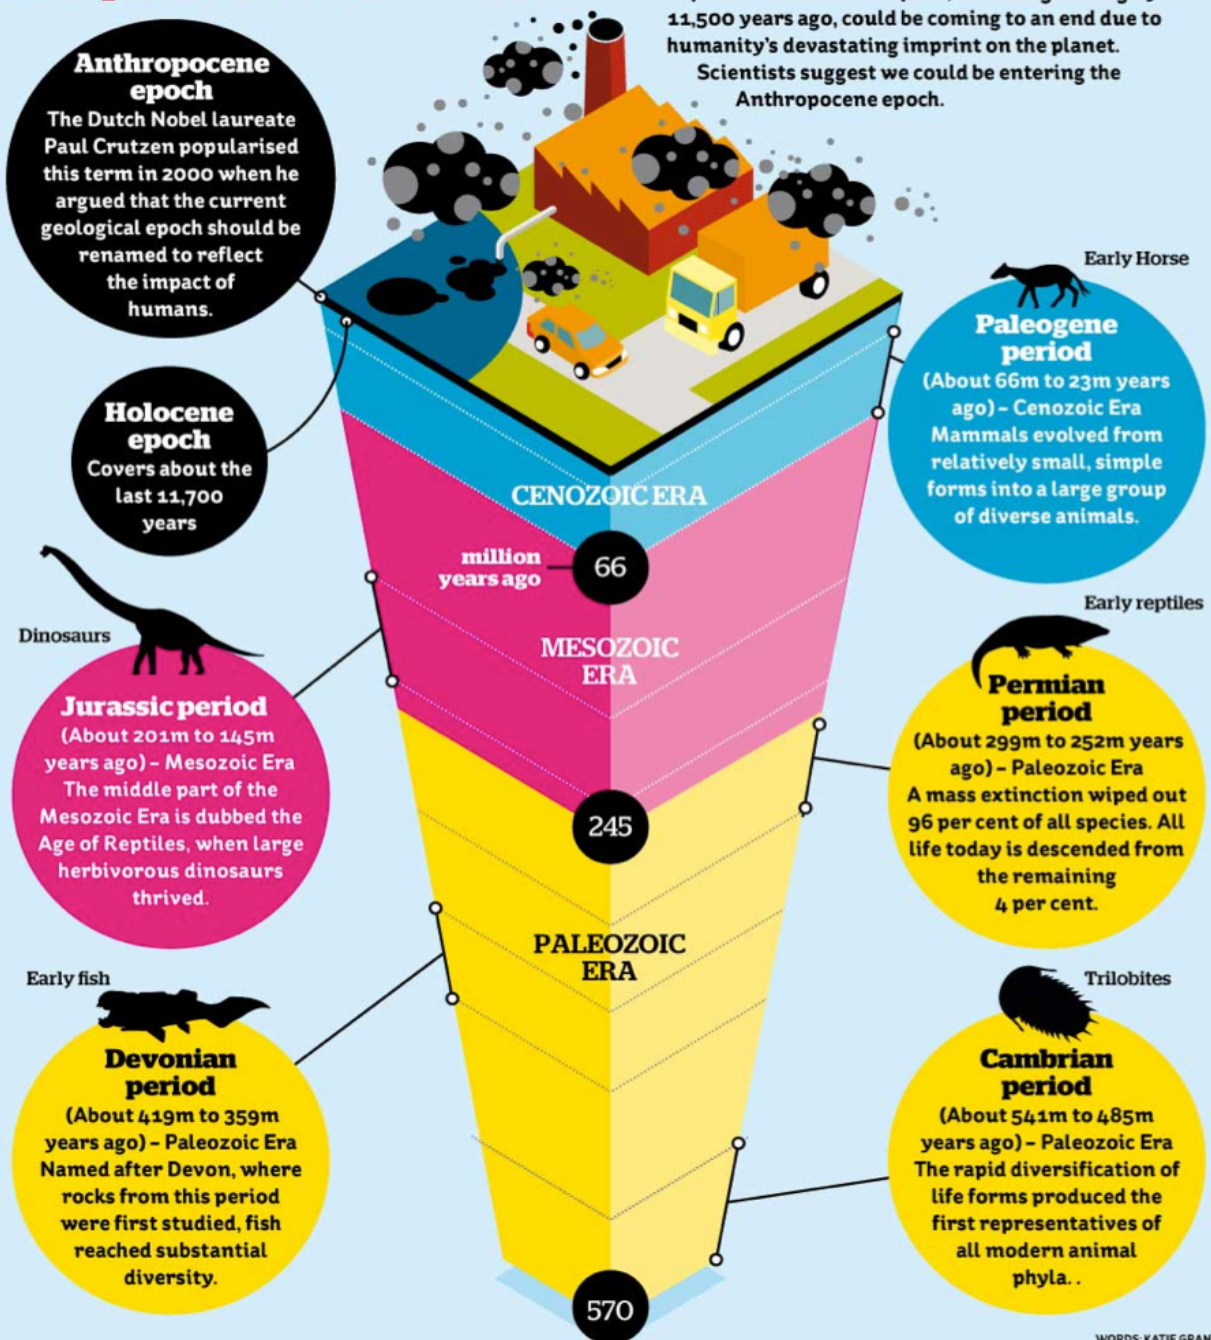 11,500 years ago, could be coming to an end due to
humanity's devastating imprint on the planet.
Scientists suggest we could be entering the
Anthropocene epoch.
Anthropocene
epoch
The Dutch Nobel laureate
Paul Crutzen popularised
this term in 2000 when he
argued that the current
geological epoch should be
renamed to reflect
the impact of
humans.
Holocene
epoch
Covers about the
last 11,700
years
Early Horse
Paleogene
period
(About 66m to 23m years
ago) – Cenozoic Era
Mammals evolved from
relatively small, simple
forms into a large group
of diverse animals.
CENOZOIC ERA
million
years ago
66
Dinosaurs
Jurassic period
(About 201m to 145m
years ago) – Mesozoic Era
The middle part of the
Mesozoic Era is dubbed the
Age of Reptiles, when large
herbivorous dinosaurs
thrived.
MESOZOIC
ERA
Early reptiles
Permian
period
(About 299m to 252m years
ago) – Paleozoic Era
A mass extinction wiped out
96 per cent of all species. All
life today is descended from
the remaining
4 per cent.
245
PALEOZOIC
ERA
Early fish
Devonian
period
(About 419m to 359m
years ago) – Paleozoic Era
Named after Devon, where
rocks from this period
were first studied, fish
reached substantial
diversity.
Trilobites
Cambrian
period
(About 541m to 485m
years ago) – Paleozoic Era
The rapid diversification of
life forms produced the
first representatives of
all modern animal
phyla. .
570
WORDS: KATIE GRAN